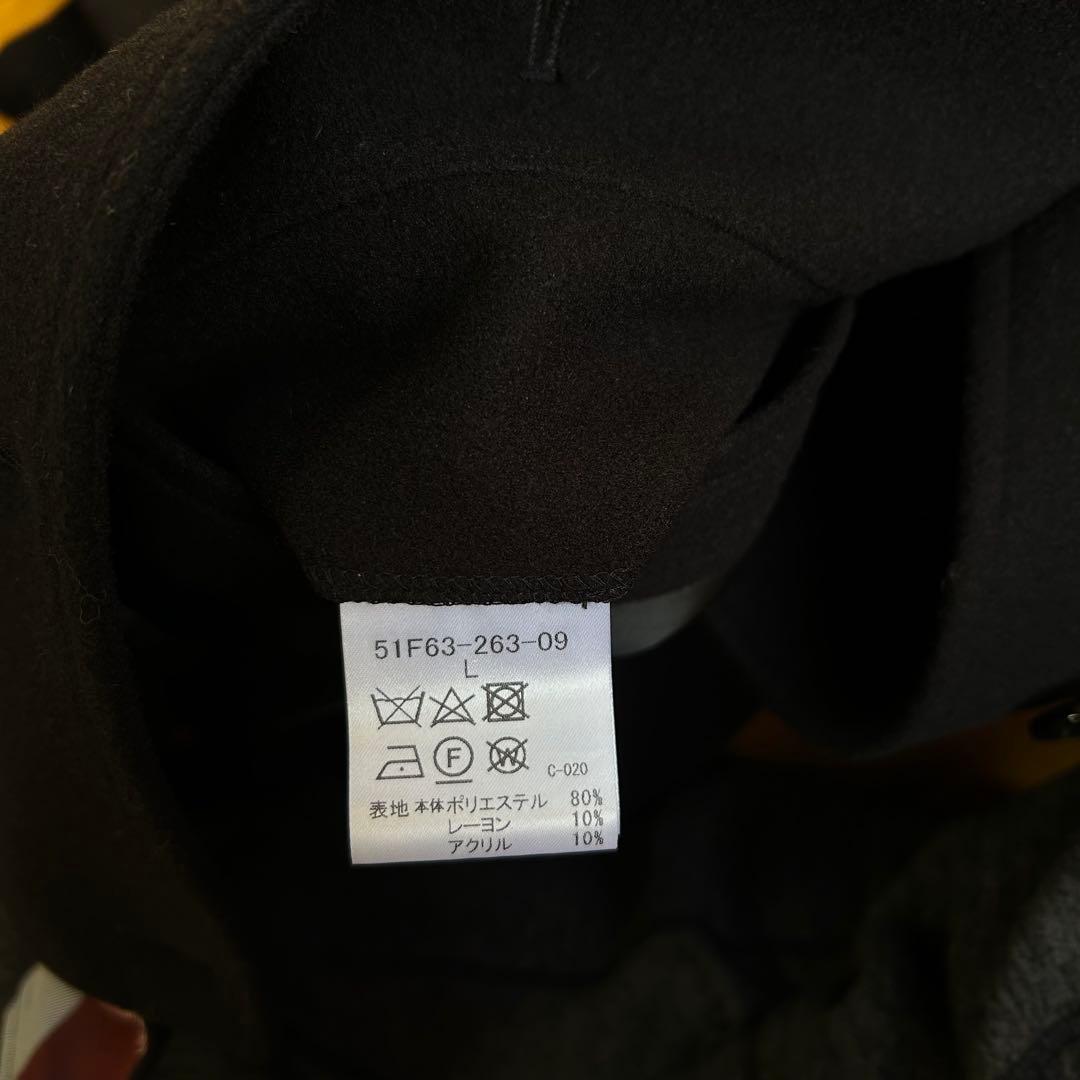 51F63-263-09
L
F W
C-020
表地 本体 ポリエステル 80%
レーヨン 10%
アクリル 10%